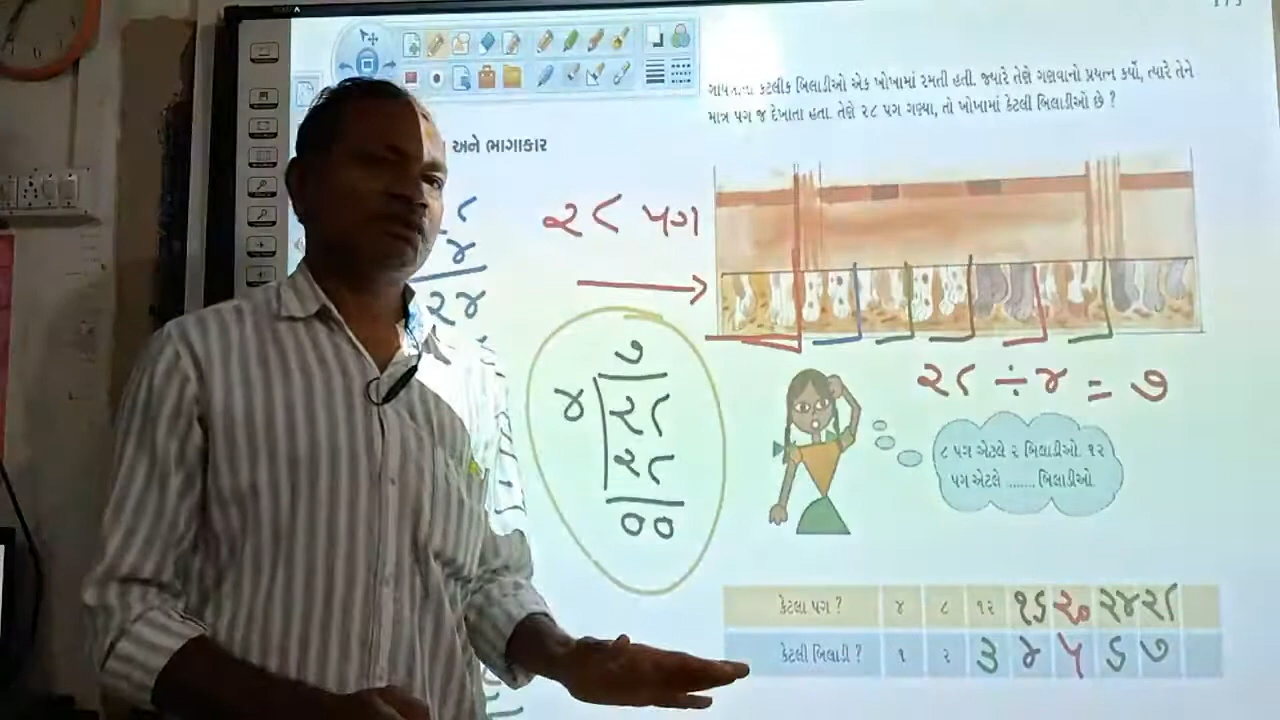 કેટલીક બિલાડીઓ એક ખોખામાં રમતી હતી. જ્યારે તેણે ગણવાનો પ્રયત્ન કર્યો, ત્યારે તેને
માત્ર પગ જ દેખાતા હતા. તેણે ૨૮ પગ ગણ્યા, તો ખોખામાં કેટલી બિલાડીઓ છે ?
અને ભાગાકાર
૨૮ પગ
૪
૨૪
૭
૪ ૨૮
૨૮
૦૦
૨૮ ÷ ૪ = ૭
૮ પગ એટલે ૨ બિલાડીઓ. ૧૨
પગ એટલે ....... બિલાડીઓ.
કેટલા પગ ? ૪ ૮ ૧૨ ૧૬ ૨૦ ૨૪ ૨૮
કેટલી બિલાડી ? ૧ ૨ ૩ ૪ ૫ ૬ ૭